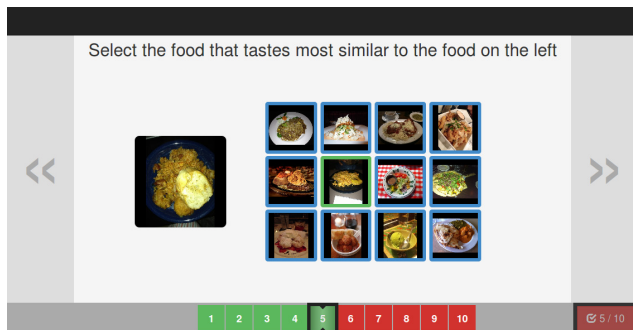 Select the food that tastes most similar to the food on the left
1 2 3 4 5 6 7 8 9 10
5 / 10